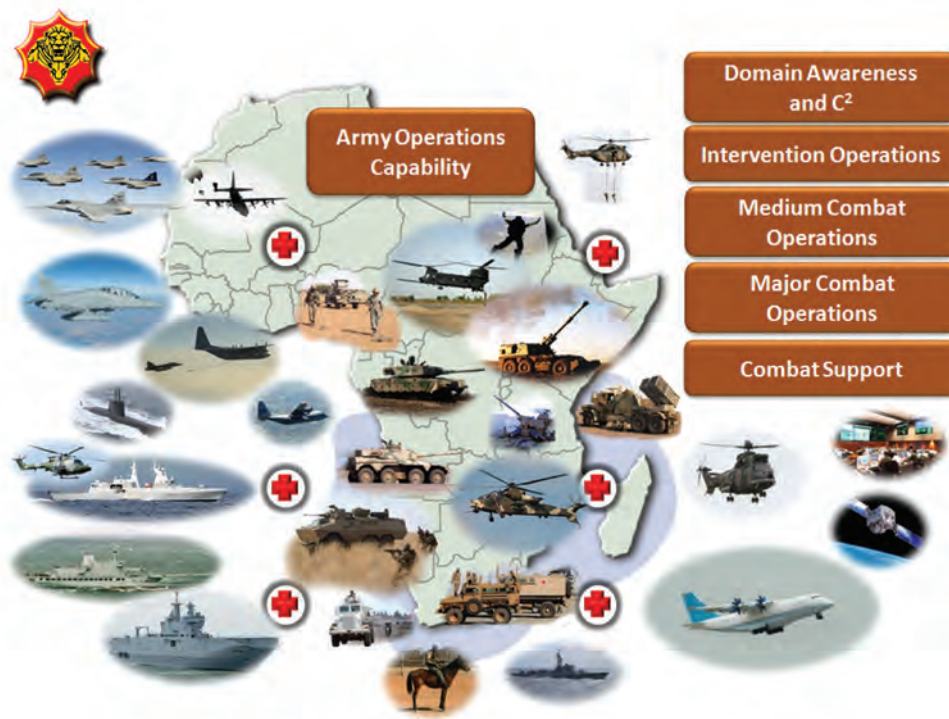 Army Operations
Capability
Domain Awareness
and C²
Intervention Operations
Medium Combat
Operations
Major Combat
Operations
Combat Support